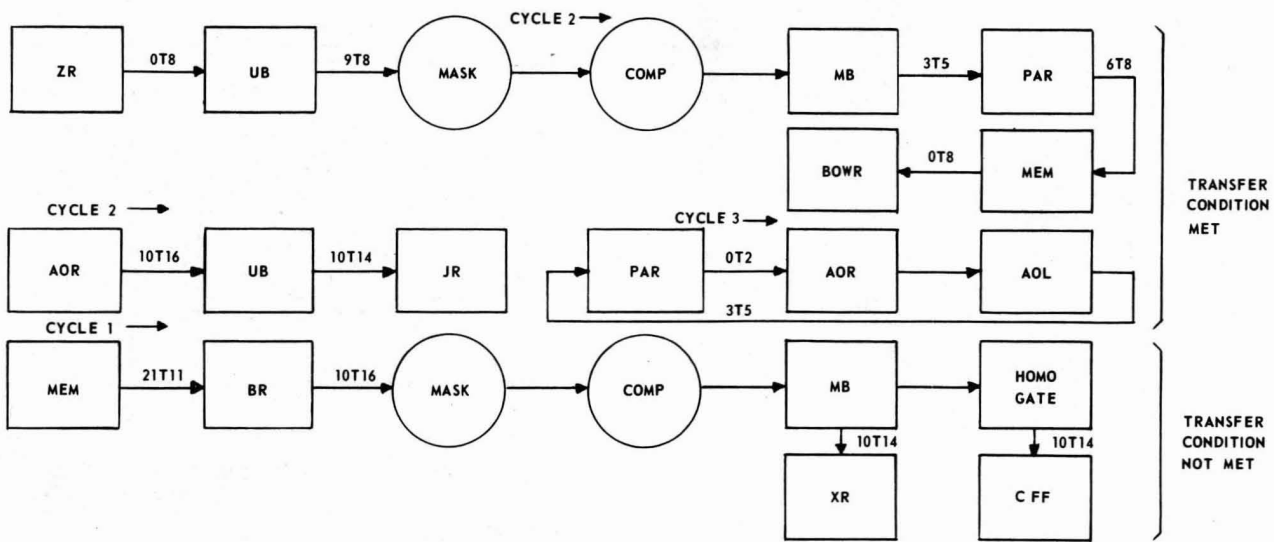 CYCLE 2
ZR 0T8 UB 9T8 MASK COMP MB 3T5 PAR 6T8
BOWR 0T8 MEM
TRANSFER
CONDITION
MET
CYCLE 2
CYCLE 3
AOR 10T16 UB 10T14 JR PAR 0T2 AOR AOL
3T5
CYCLE 1
MEM 21T11 BR 10T16 MASK COMP MB HOMO
GATE
TRANSFER
CONDITION
NOT MET
10T14 10T14
XR C FF